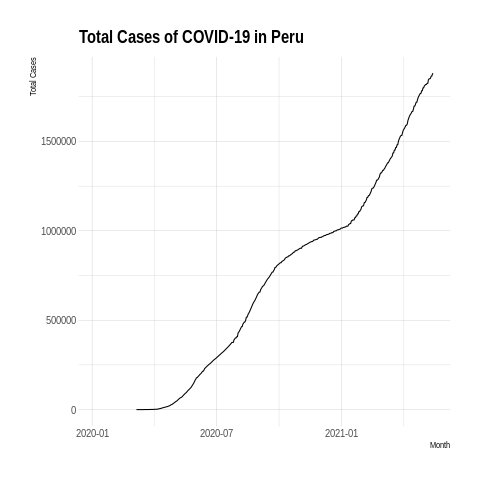 Total Cases of COVID-19 in Peru
Total Cases
1500000
1000000
500000
0
2020-01 2020-07 2021-01
Month